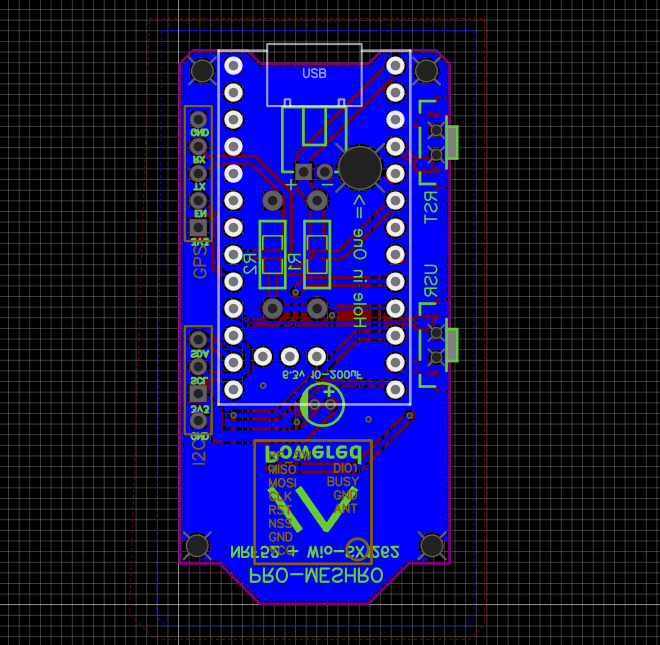 USB
GND
RX
TX
EN
3V3
GPS
+ −
R2
R1
Hole in One =>
RST
USR
6.3v 10-200uF
+
SDA
SCL
3V3
GND
I2C
Powered
MISO
MOSI
CLK
RST
NSS
GND
DIO1
BUSY
GND
ANT
NRF52 + Wio-SX1262
PRO-MESHRO